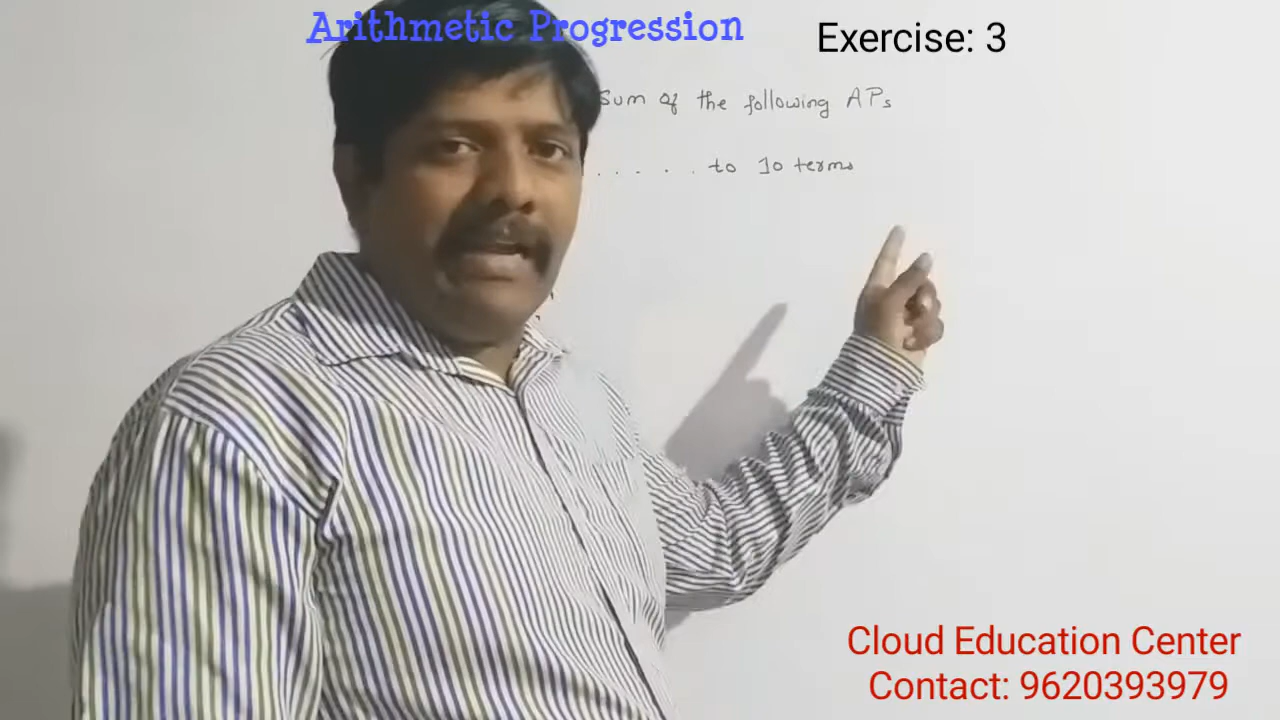 Arithmetic Progression
Exercise: 3
Sum of the following APs
. . . . . to 10 terms
Cloud Education Center
Contact: 9620393979